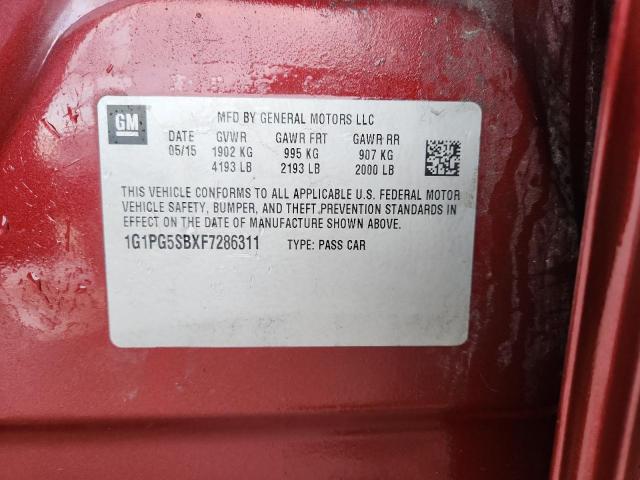 GM
MFD BY GENERAL MOTORS LLC
DATE GVWR GAWR FRT GAWR RR
05/15 1902 KG 995 KG 907 KG
4193 LB 2193 LB 2000 LB
THIS VEHICLE CONFORMS TO ALL APPLICABLE U.S. FEDERAL MOTOR
VEHICLE SAFETY, BUMPER, AND THEFT PREVENTION STANDARDS IN
EFFECT ON THE DATE OF MANUFACTURE SHOWN ABOVE.
1G1PG5SBXF7286311 TYPE: PASS CAR